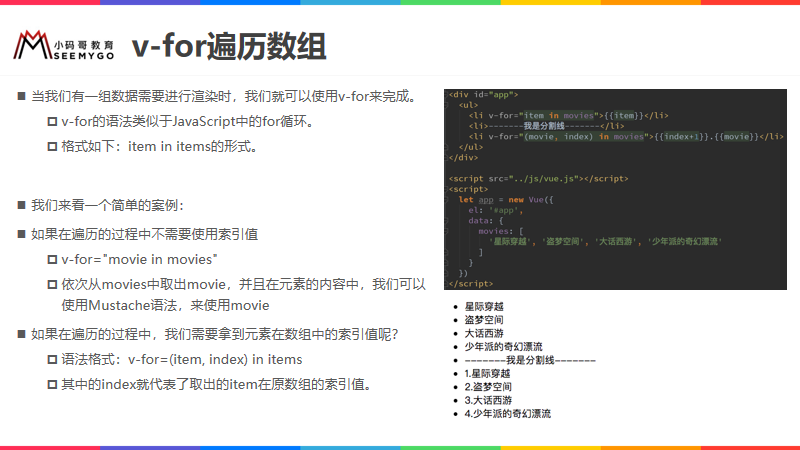 小码哥教育
SEEMYGO
v-for遍历数组
当我们有一组数据需要进行渲染时，我们就可以使用v-for来完成。
v-for的语法类似于JavaScript中的for循环。
格式如下：item in items的形式。
我们来看一个简单的案例：
如果在遍历的过程中不需要使用索引值
v-for="movie in movies"
依次从movies中取出movie，并且在元素的内容中，我们可以
使用Mustache语法，来使用movie
如果在遍历的过程中，我们需要拿到元素在数组中的索引值呢？
语法格式：v-for=(item, index) in items
其中的index就代表了取出的item在原数组的索引值。
<div id="app">
<ul>
<li v-for="item in movies">{{item}}</li>
<li>-------我是分割线-------</li>
<li v-for="(movie, index) in movies">{{index+1}}.{{movie}}</li>
</ul>
</div>
<script src="../js/vue.js"></script>
<script>
let app = new Vue({
el: '#app',
data: {
movies: [
'星际穿越', '盗梦空间', '大话西游', '少年派的奇幻漂流'
]
}
})
</script>
星际穿越
盗梦空间
大话西游
少年派的奇幻漂流
-------我是分割线-------
1.星际穿越
2.盗梦空间
3.大话西游
4.少年派的奇幻漂流